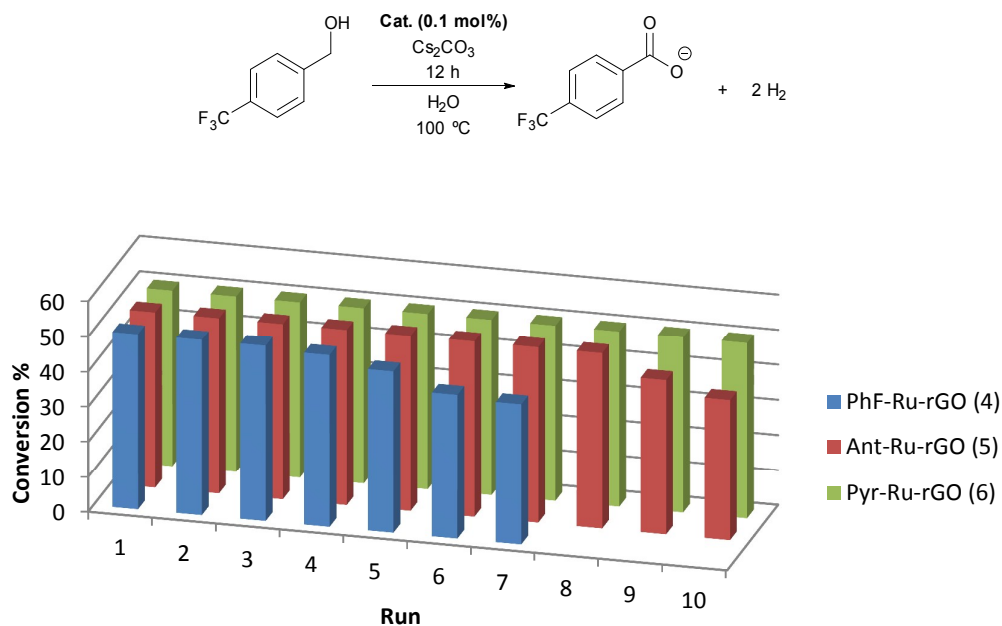 OH
Cat. (0.1 mol%)
Cs2CO3
12 h
H2O
100 ºC
F3C
O
O
⊖
F3C
+ 2 H2
60
50
40
30
20
10
0
Conversion %
1 2 3 4 5 6 7 8 9 10
Run
PhF-Ru-rGO (4)
Ant-Ru-rGO (5)
Pyr-Ru-rGO (6)